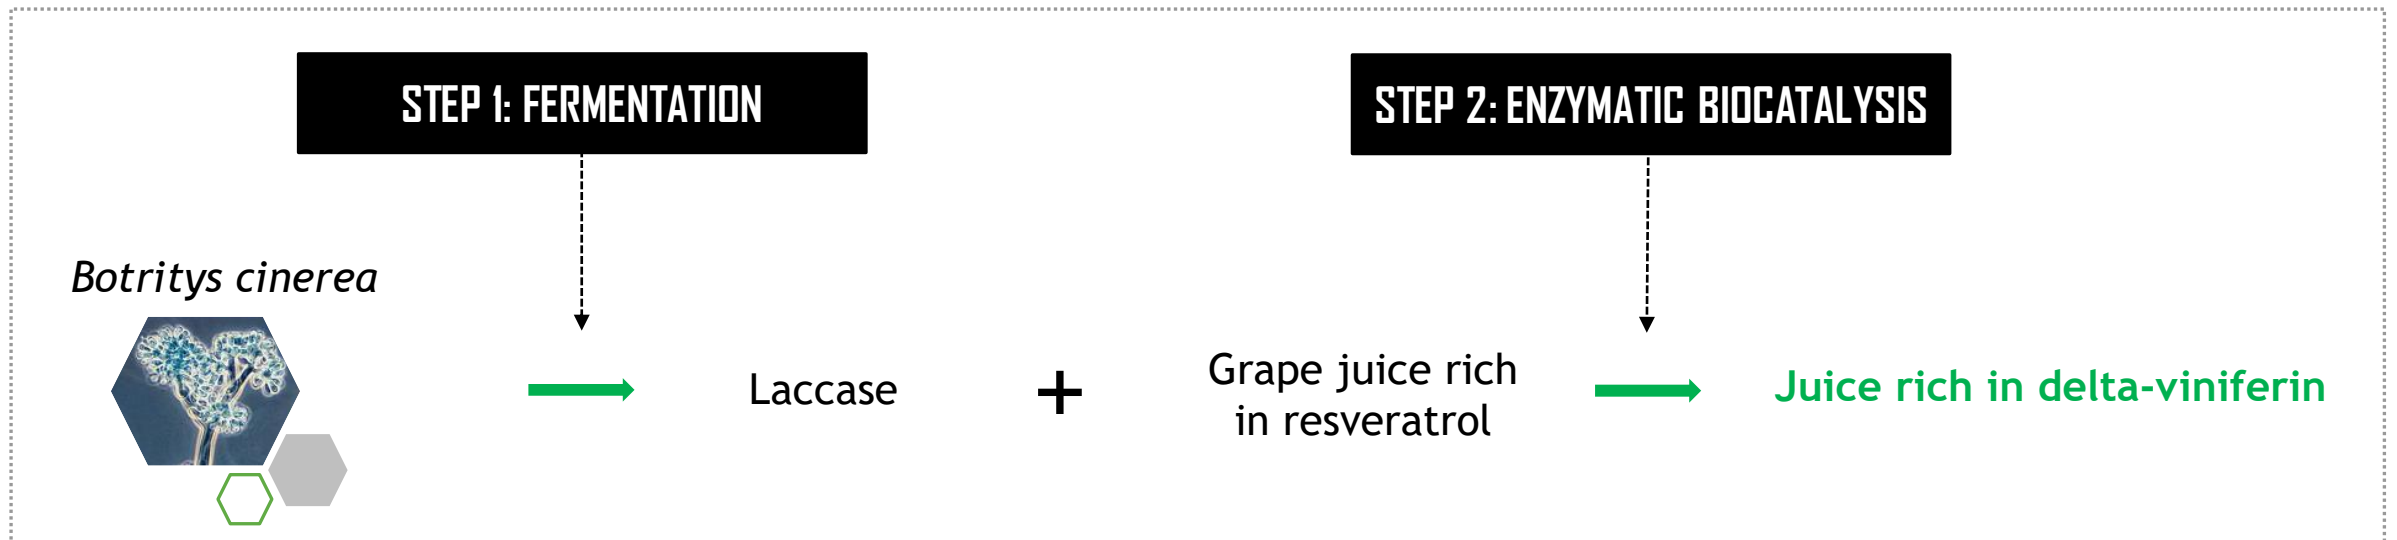 STEP 1: FERMENTATION
STEP 2: ENZYMATIC BIOCATALYSIS
Botritys cinerea
Laccase
+
Grape juice rich
in resveratrol
Juice rich in delta-viniferin